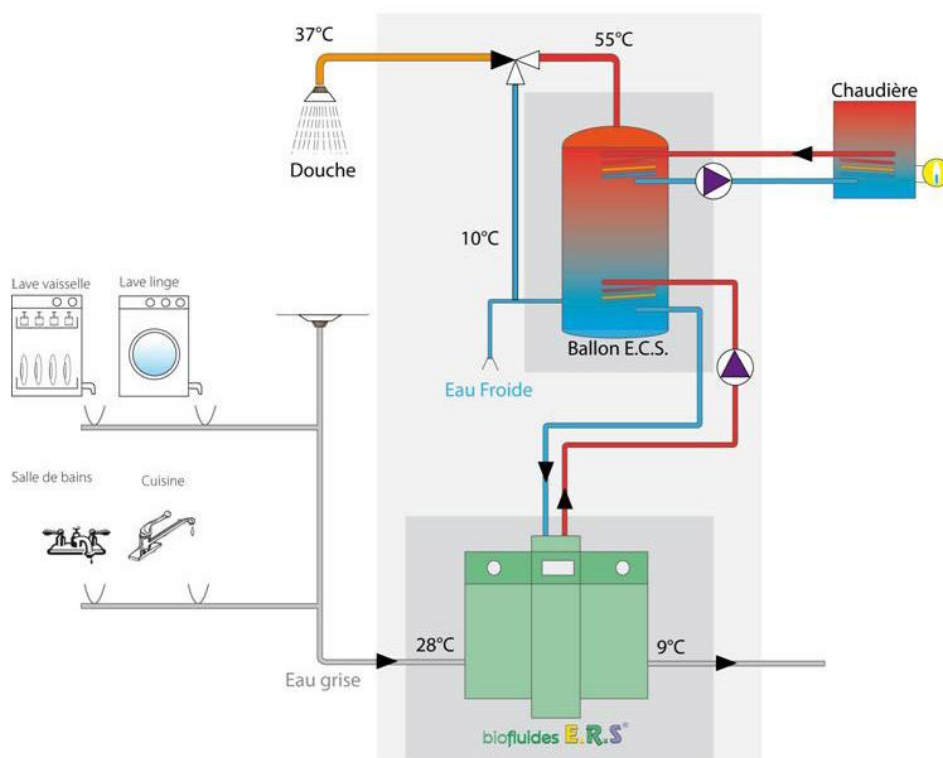 37°C
55°C
Chaudière
Douche
10°C
Lave vaisselle
Lave linge
Ballon E.C.S.
Eau Froide
Salle de bains
Cuisine
28°C
9°C
Eau grise
biofluides E.R.S®